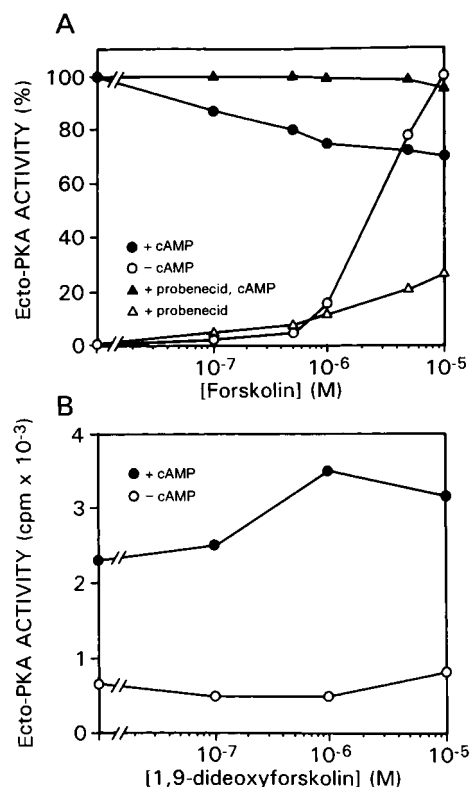 A
Ecto-PKA ACTIVITY (%)
100
80
60
40
20
0
+ cAMP
− cAMP
+ probenecid, cAMP
+ probenecid
10⁻⁷
10⁻⁶
10⁻⁵
[Forskolin] (M)
B
Ecto-PKA ACTIVITY (cpm x 10⁻³)
4
3
2
1
0
+ cAMP
− cAMP
10⁻⁷
10⁻⁶
10⁻⁵
[1,9-dideoxyforskolin] (M)